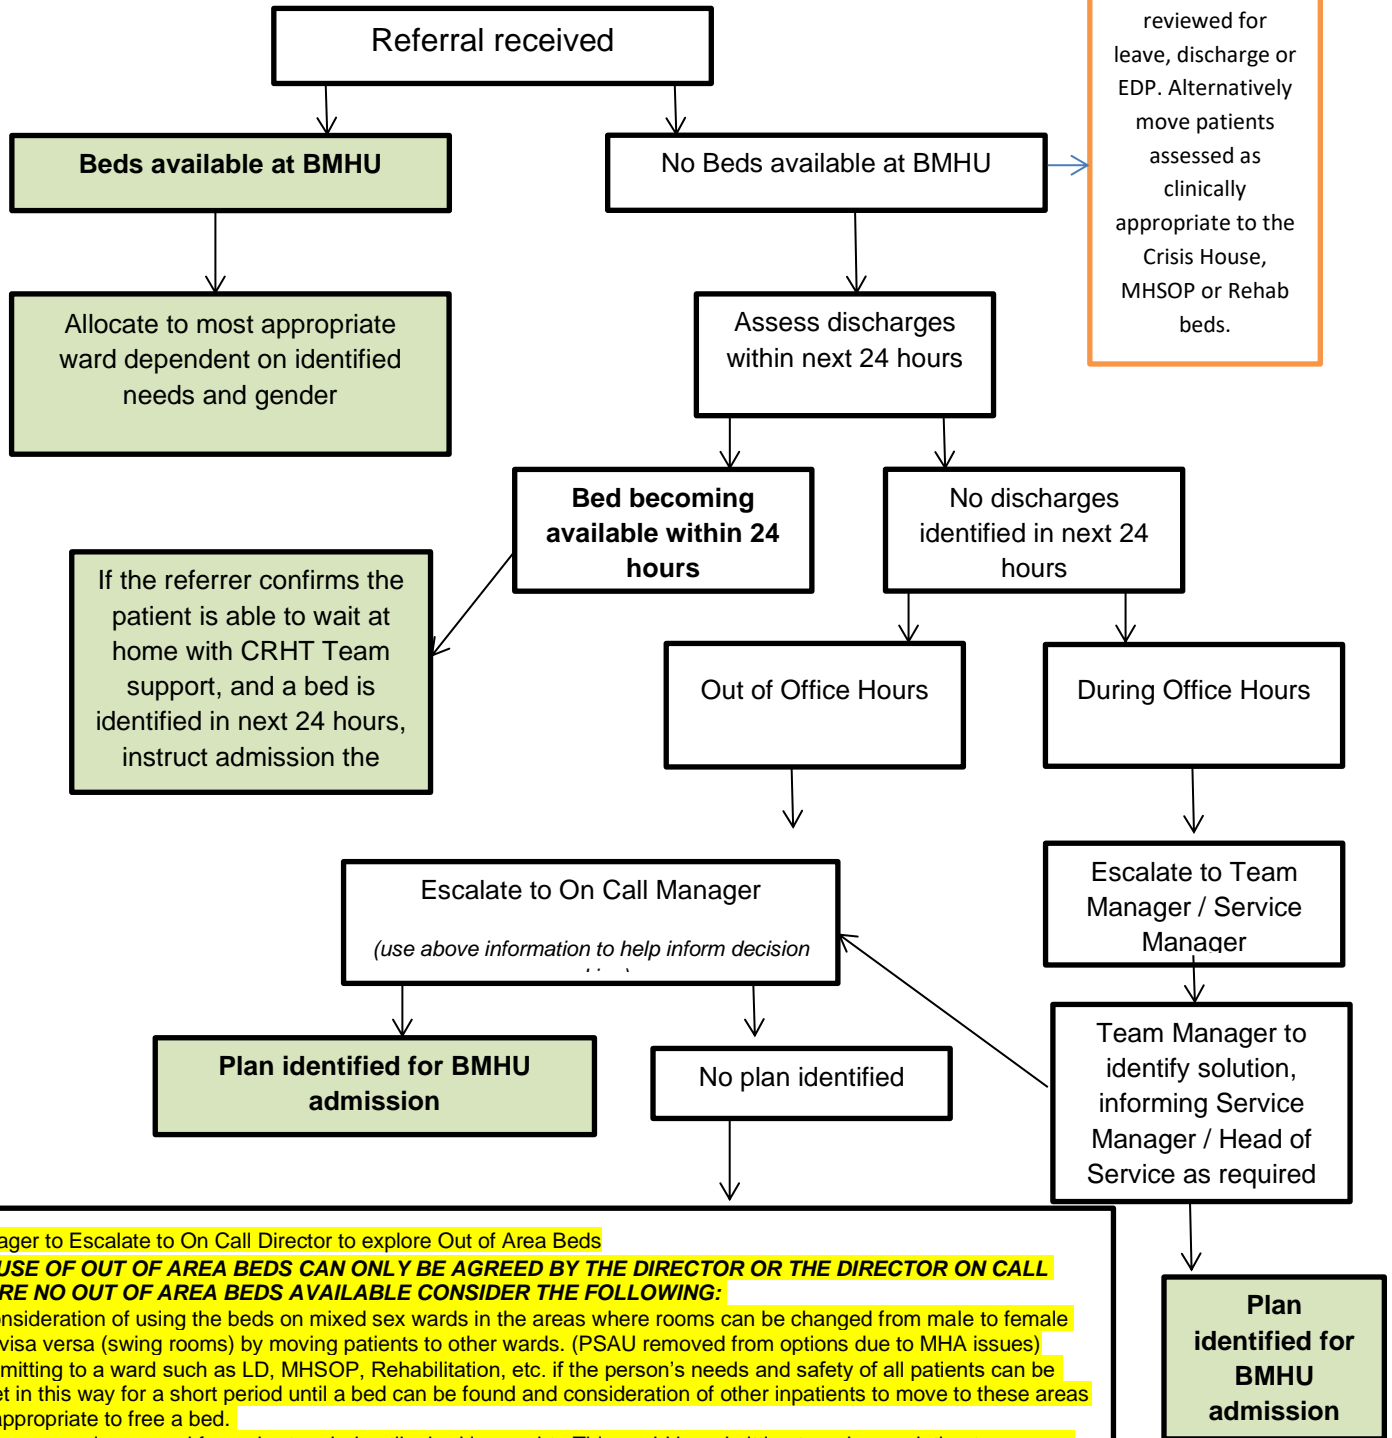 Referral received
reviewed for
leave, discharge or
EDP. Alternatively
move patients
assessed as
clinically
appropriate to the
Crisis House,
MHSOP or Rehab
beds.
Beds available at BMHU
No Beds available at BMHU
Allocate to most appropriate
ward dependent on identified
needs and gender
Assess discharges
within next 24 hours
Bed becoming
available within 24
hours
No discharges
identified in next 24
hours
If the referrer confirms the
patient is able to wait at
home with CRHT Team
support, and a bed is
identified in next 24 hours,
instruct admission the
Out of Office Hours
During Office Hours
Escalate to On Call Manager
(use above information to help inform decision
Escalate to Team
Manager / Service
Manager
Plan identified for BMHU
admission
No plan identified
Team Manager to
identify solution,
informing Service
Manager / Head of
Service as required
ager to Escalate to On Call Director to explore Out of Area Beds
USE OF OUT OF AREA BEDS CAN ONLY BE AGREED BY THE DIRECTOR OR THE DIRECTOR ON CALL
RE NO OUT OF AREA BEDS AVAILABLE CONSIDER THE FOLLOWING:
onsideration of using the beds on mixed sex wards in the areas where rooms can be changed from male to female
visa versa (swing rooms) by moving patients to other wards. (PSAU removed from options due to MHA issues)
mitting to a ward such as LD, MHSOP, Rehabilitation, etc. if the person's needs and safety of all patients can be
et in this way for a short period until a bed can be found and consideration of other inpatients to move to these areas
appropriate to free a bed.
Plan
identified for
BMHU
admission